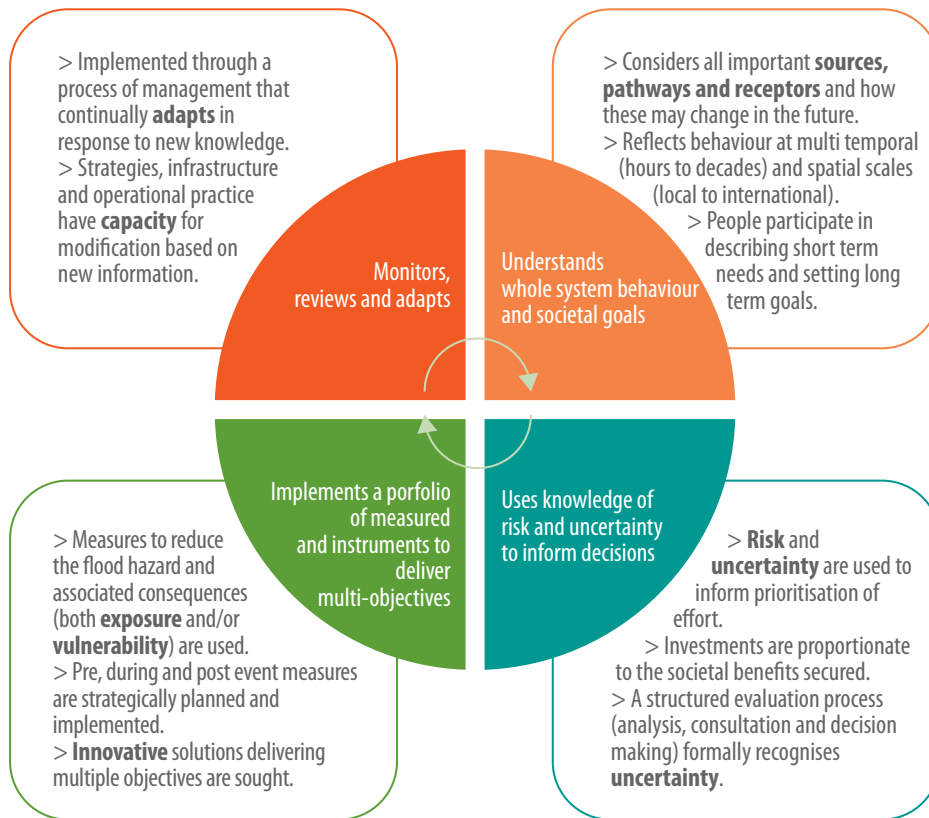 > Implemented through a
process of management that
continually adapts in
response to new knowledge.
> Strategies, infrastructure
and operational practice
have capacity for
modification based on
new information.
> Considers all important sources,
pathways and receptors and how
these may change in the future.
> Reflects behaviour at multi temporal
(hours to decades) and spatial scales
(local to international).
> People participate in
describing short term
needs and setting long
term goals.
Monitors,
reviews and adapts
Understands
whole system behaviour
and societal goals
Implements a porfolio
of measured
and instruments to
deliver
multi-objectives
Uses knowledge of
risk and uncertainty
to inform decisions
> Measures to reduce
the flood hazard and
associated consequences
(both exposure and/or
vulnerability) are used.
> Pre, during and post event measures
are strategically planned and
implemented.
> Innovative solutions delivering
multiple objectives are sought.
> Risk and
uncertainty are used to
inform prioritisation of
effort.
> Investments are proportionate
to the societal benefits secured.
> A structured evaluation process
(analysis, consultation and decision
making) formally recognises
uncertainty.